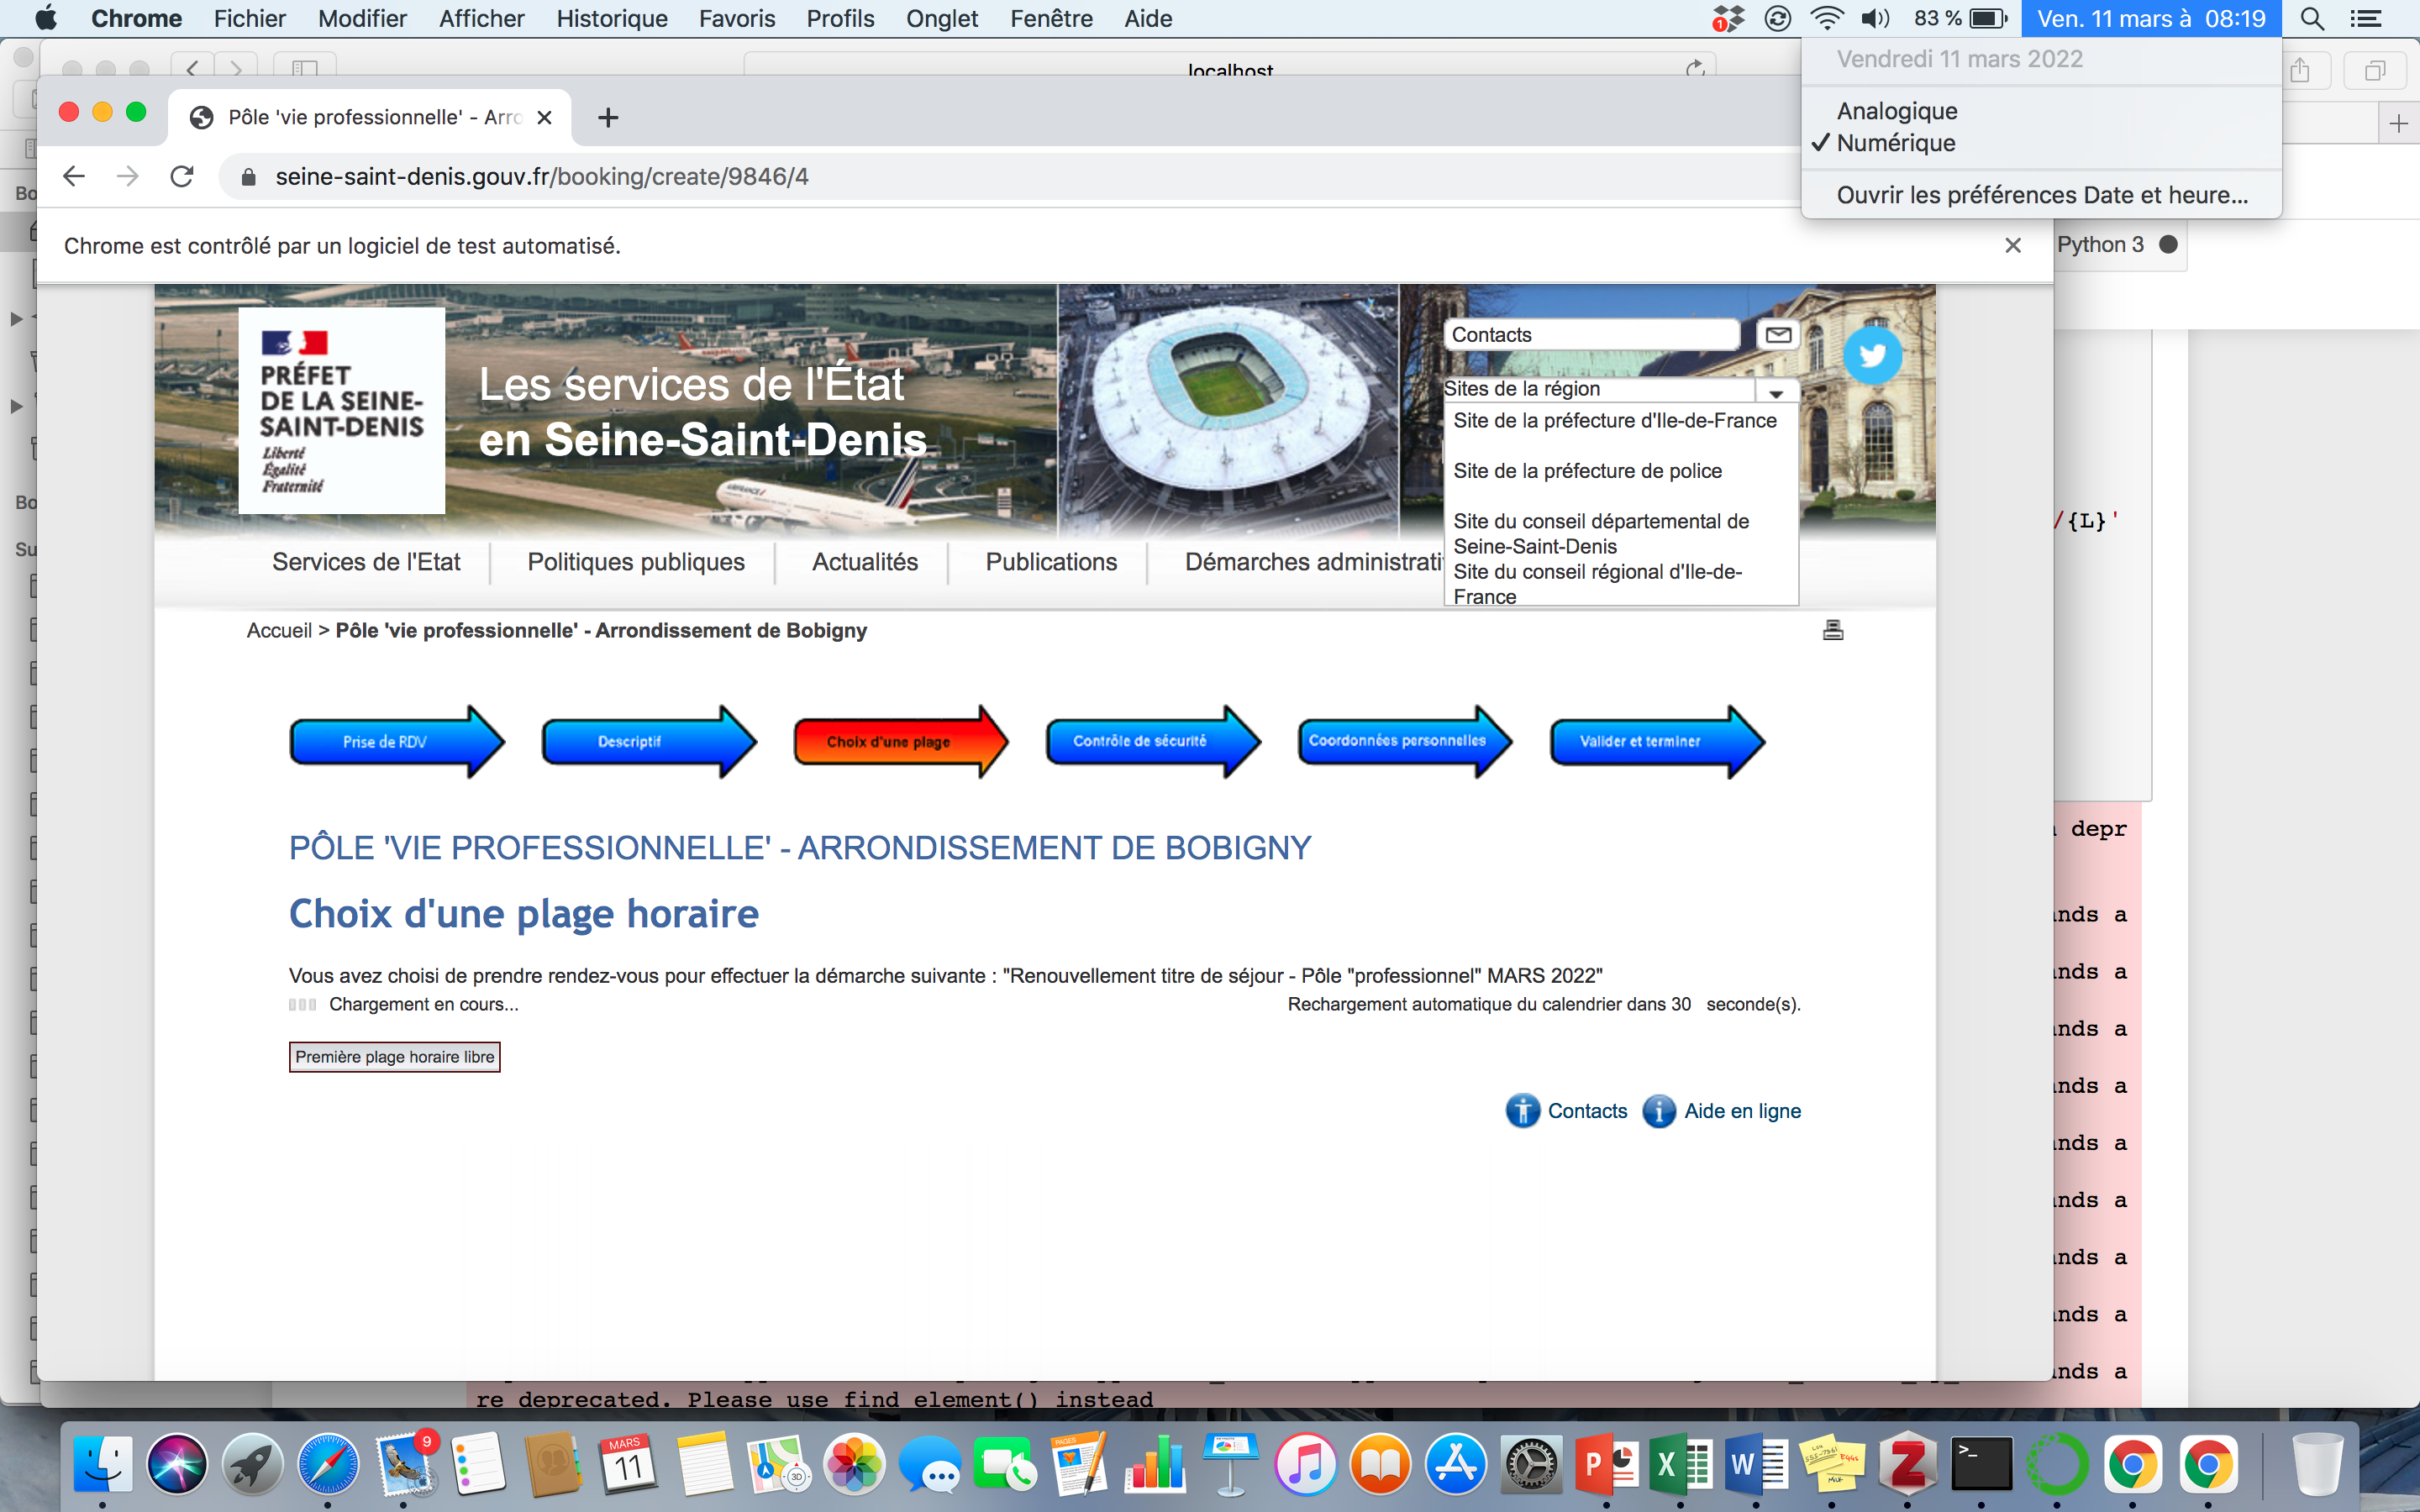 Chrome Fichier Modifier Afficher Historique Favoris Profils Onglet Fenêtre Aide 1 83 % Ven. 11 mars à 08:19
Vendredi 11 mars 2022
Analogique
✓ Numérique
Ouvrir les préférences Date et heure...
localhost
Pôle 'vie professionnelle' - Arro
seine-saint-denis.gouv.fr/booking/create/9846/4
Bo
Chrome est contrôlé par un logiciel de test automatisé.
Python 3
PRÉFET
DE LA SEINE-
SAINT-DENIS
Liberté
Égalité
Fraternité
Les services de l'État
en Seine-Saint-Denis
AIRFRANCE
Contacts
Sites de la région
Site de la préfecture d'Ile-de-France
Site de la préfecture de police
Site du conseil départemental de
Seine-Saint-Denis
Site du conseil régional d'Ile-de-
France
Bo
Su
/{L}'
Services de l'Etat Politiques publiques Actualités Publications Démarches administrati
Accueil > Pôle 'vie professionnelle' - Arrondissement de Bobigny
Prise de RDV Descriptif Choix d'une plage Contrôle de sécurité Coordonnées personnelles Valider et terminer
PÔLE 'VIE PROFESSIONNELLE' - ARRONDISSEMENT DE BOBIGNY
Choix d'une plage horaire
Vous avez choisi de prendre rendez-vous pour effectuer la démarche suivante : "Renouvellement titre de séjour - Pôle "professionnel" MARS 2022"
Chargement en cours... Rechargement automatique du calendrier dans 30 seconde(s).
Première plage horaire libre
Contacts Aide en ligne
depr
nds a
nds a
nds a
nds a
nds a
nds a
nds a
nds a
nds a
re deprecated. Please use find element() instead
9
MARS
11
3D
PAGES
P
X
W
Z
>_